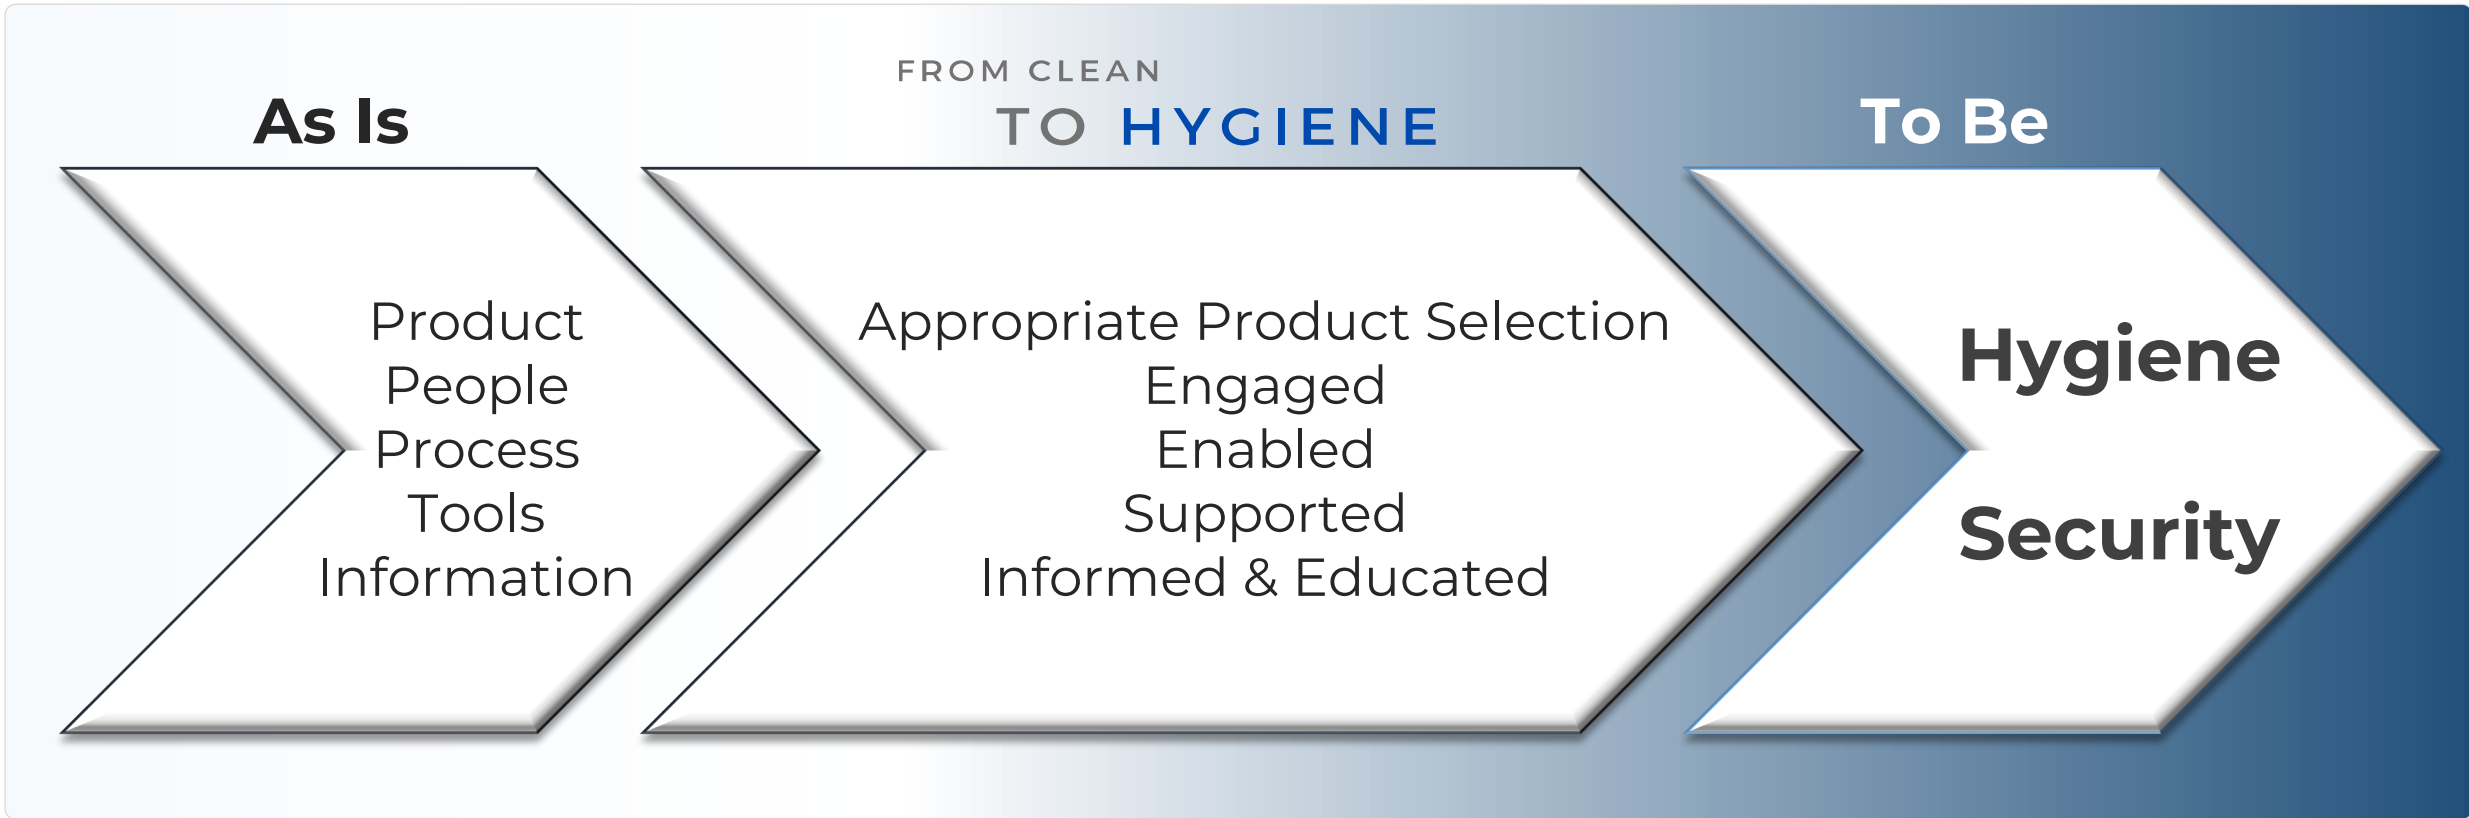 As Is
Product
People
Process
Tools
Information
FROM CLEAN
TO HYGIENE
Appropriate Product Selection
Engaged
Enabled
Supported
Informed & Educated
To Be
Hygiene
Security